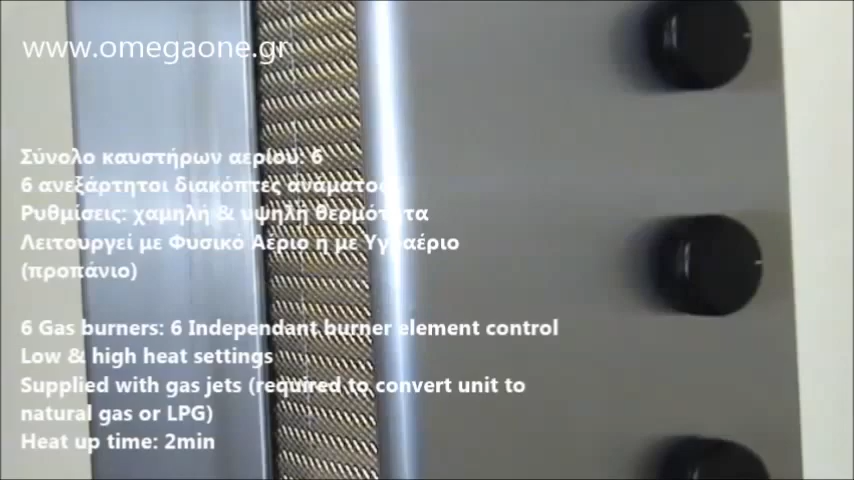 www.omegaone.gr
Σύνολο καυστήρων αερίου: 6
6 ανεξάρτητοι διακόπτες ανάματος
Ρυθμίσεις: χαμηλή & υψηλή θερμότητα
Λειτουργεί με Φυσικό Αέριο η με Υγραέριο
(προπάνιο)
6 Gas burners: 6 Independant burner element control
Low & high heat settings
Supplied with gas jets (required to convert unit to
natural gas or LPG)
Heat up time: 2min